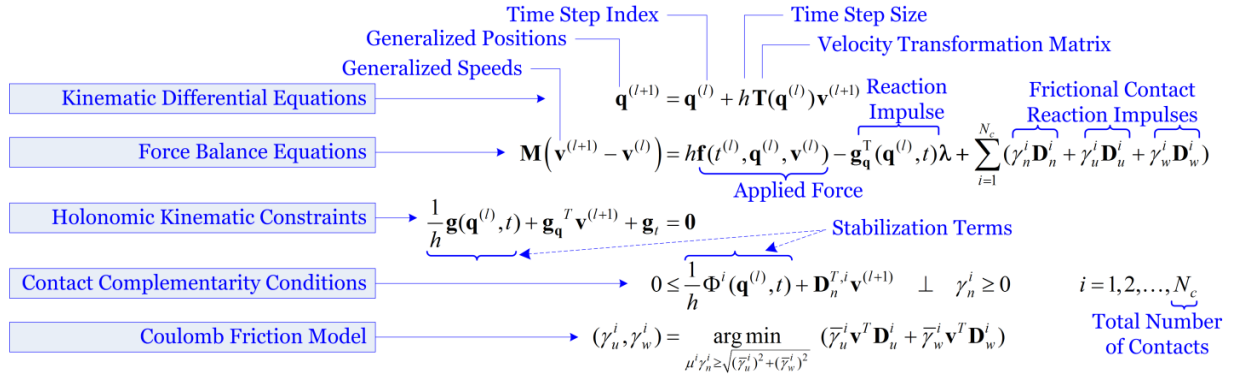 Time Step Index
Time Step Size
Generalized Positions
Velocity Transformation Matrix
Generalized Speeds
Kinematic Differential Equations
q^{(l+1)} = q^{(l)} + hT(q^{(l)})v^{(l+1)}
Reaction
Impulse
Frictional Contact
Reaction Impulses
Force Balance Equations
M(v^{(l+1)} − v^{(l)}) = hf(t^{(l)}, q^{(l)}, v^{(l)}) − g_q^T(q^{(l)}, t)λ + ∑_{i=1}^{N_c} (γ_n^i D_n^i + γ_u^i D_u^i + γ_w^i D_w^i)
Applied Force
Holonomic Kinematic Constraints
1/h g(q^{(l)}, t) + g_q^T v^{(l+1)} + g_t = 0
Stabilization Terms
Contact Complementarity Conditions
0 ≤ 1/h Φ^i(q^{(l)}, t) + D_n^{T,i} v^{(l+1)} ⊥ γ_n^i ≥ 0 i = 1, 2, …, N_c
Coulomb Friction Model
(γ_u^i, γ_w^i) = arg min_{μ^i γ_n^i ≥ √((γ̅_u^i)^2 + (γ̅_w^i)^2)} (γ̅_u^i v^T D_u^i + γ̅_w^i v^T D_w^i)
Total Number
of Contacts